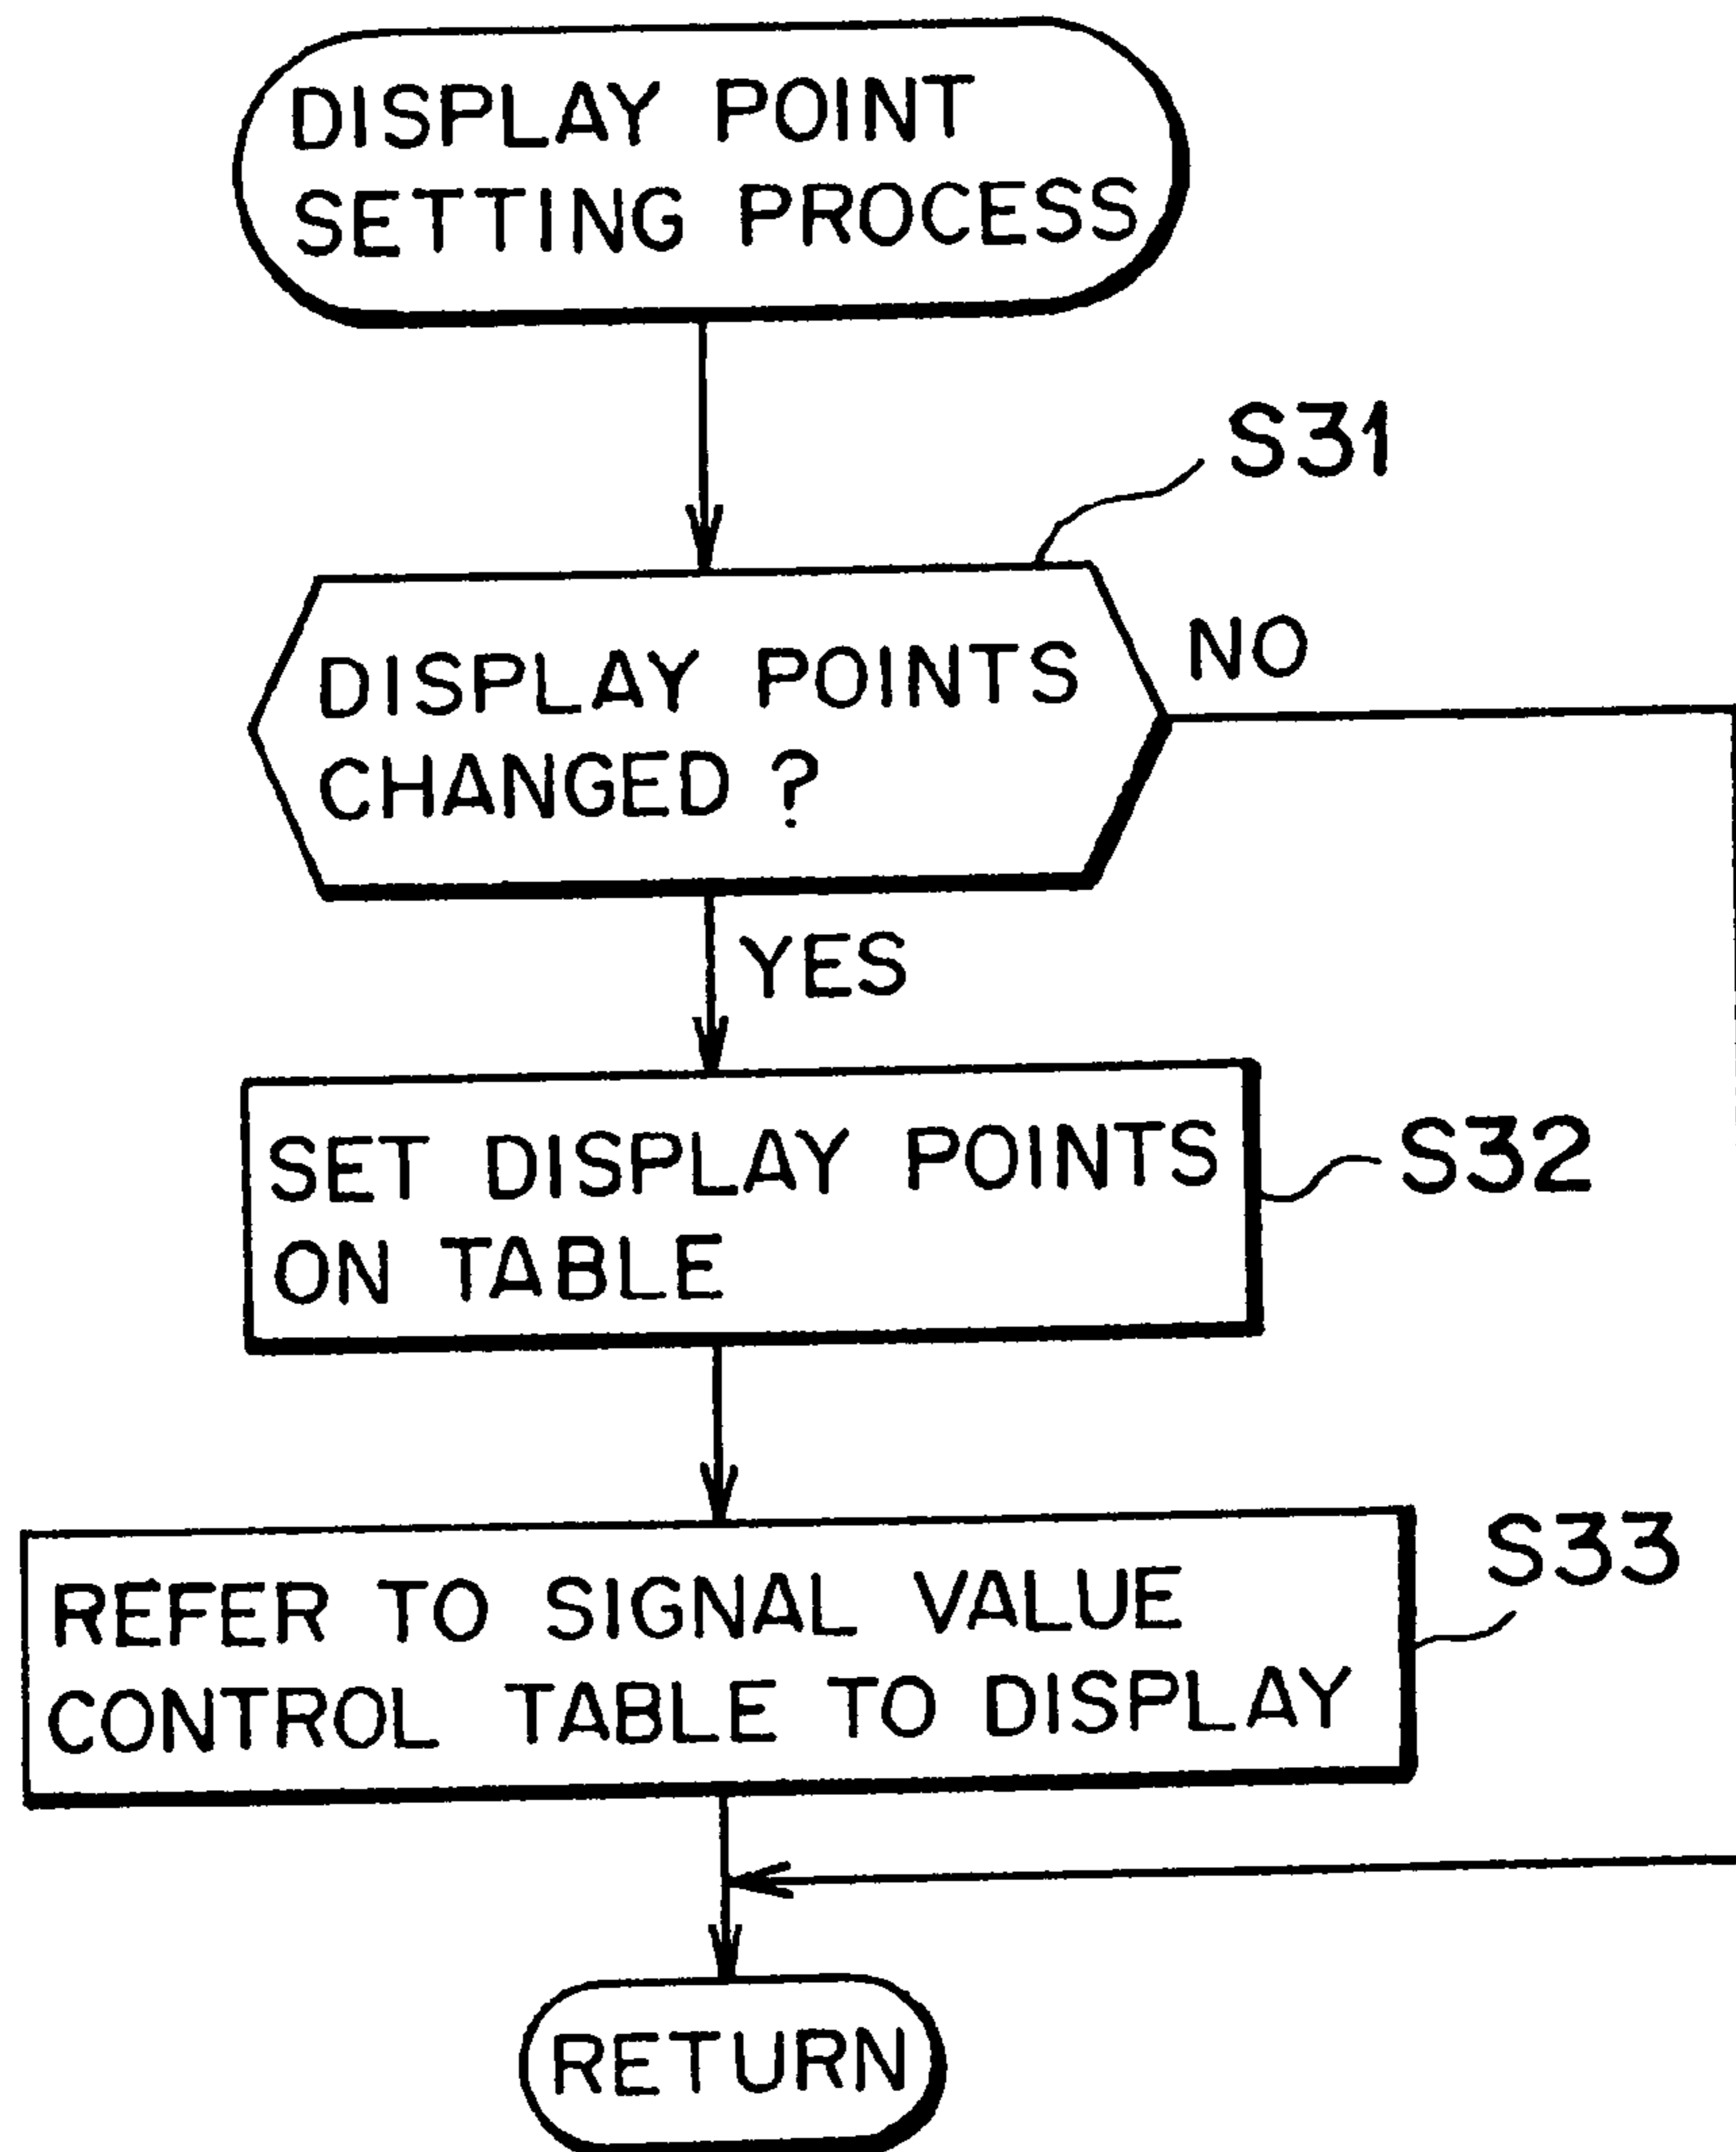 DISPLAY POINT
SETTING PROCESS
S31
DISPLAY POINTS
CHANGED ?
NO
YES
SET DISPLAY POINTS
ON TABLE
S32
REFER TO SIGNAL VALUE
CONTROL TABLE TO DISPLAY
S33
RETURN